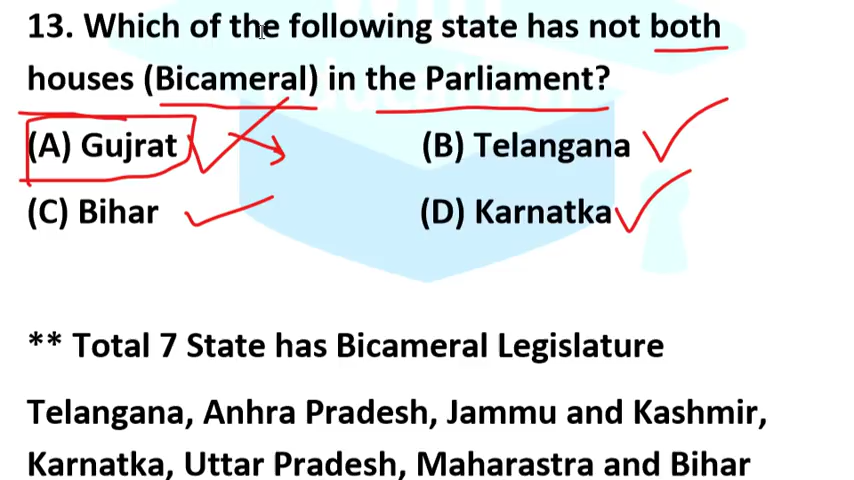 13. Which of the following state has not both
houses (Bicameral) in the Parliament?
(A) Gujrat (B) Telangana
(C) Bihar (D) Karnatka
** Total 7 State has Bicameral Legislature
Telangana, Anhra Pradesh, Jammu and Kashmir,
Karnatka, Uttar Pradesh, Maharastra and Bihar